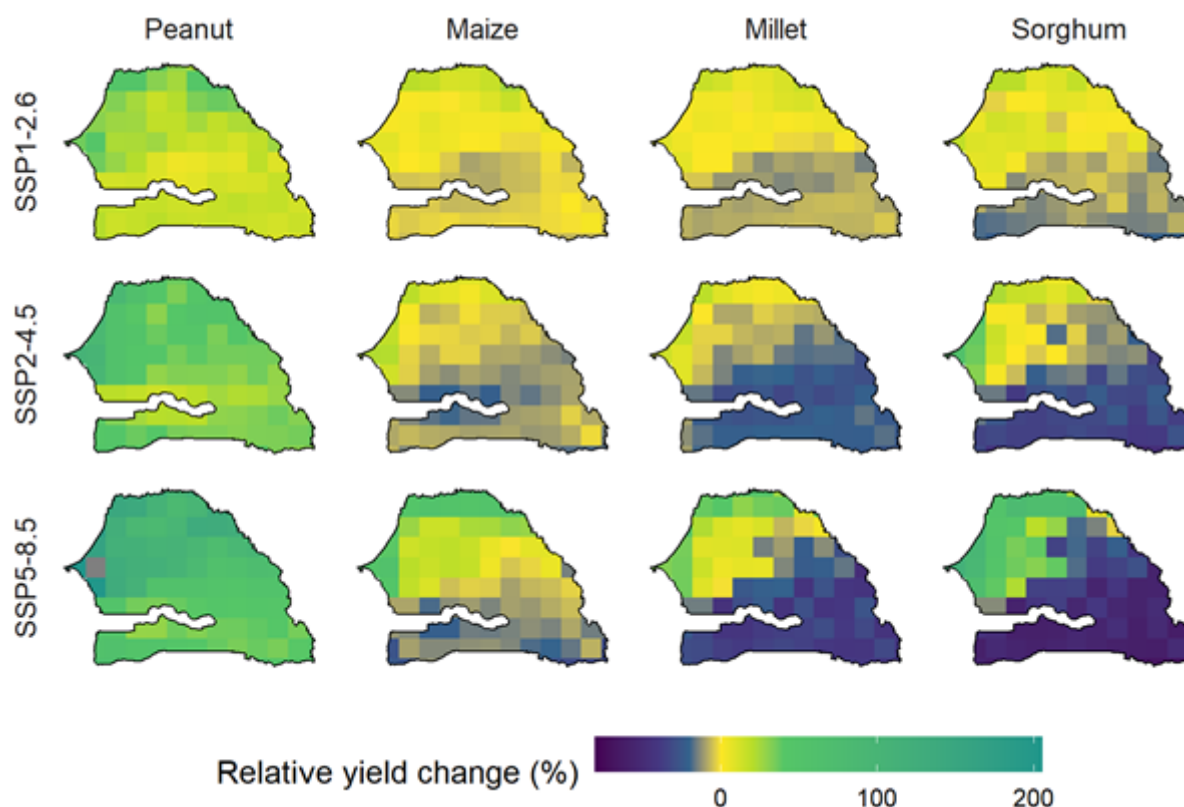 Peanut Maize Millet Sorghum
SSP1-2.6
SSP2-4.5
SSP5-8.5
Relative yield change (%)
0 100 200